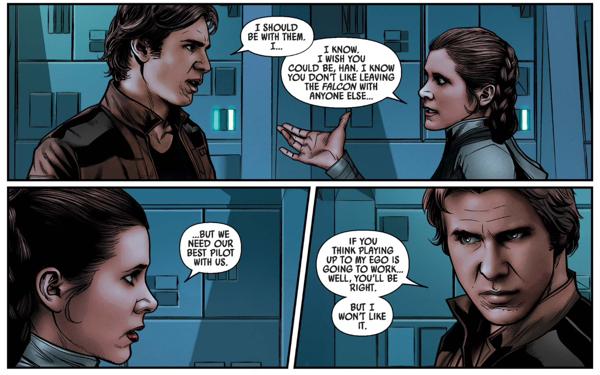 I SHOULD
BE WITH THEM.
I...
I KNOW.
I WISH YOU
COULD BE, HAN. I KNOW
YOU DON'T LIKE LEAVING
THE FALCON WITH
ANYONE ELSE...
...BUT WE
NEED OUR
BEST PILOT
WITH US.
IF YOU
THINK PLAYING
UP TO MY EGO IS
GOING TO WORK...
WELL, YOU'LL BE
RIGHT.
BUT I
WON'T LIKE
IT.